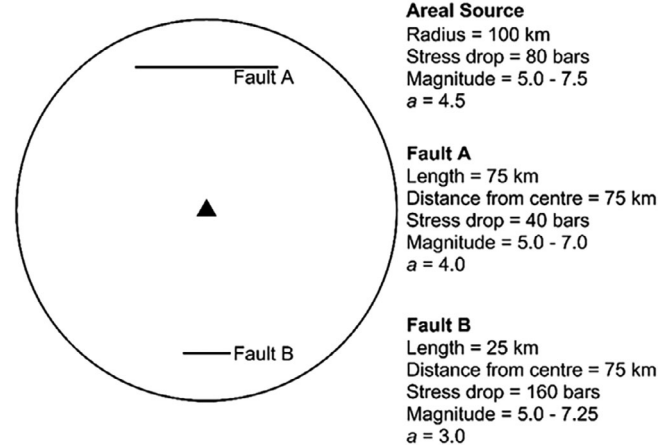 Areal Source
Radius = 100 km
Stress drop = 80 bars
Magnitude = 5.0 - 7.5
a = 4.5
Fault A
Fault A
Length = 75 km
Distance from centre = 75 km
Stress drop = 40 bars
Magnitude = 5.0 - 7.0
a = 4.0
Fault B
Fault B
Length = 25 km
Distance from centre = 75 km
Stress drop = 160 bars
Magnitude = 5.0 - 7.25
a = 3.0